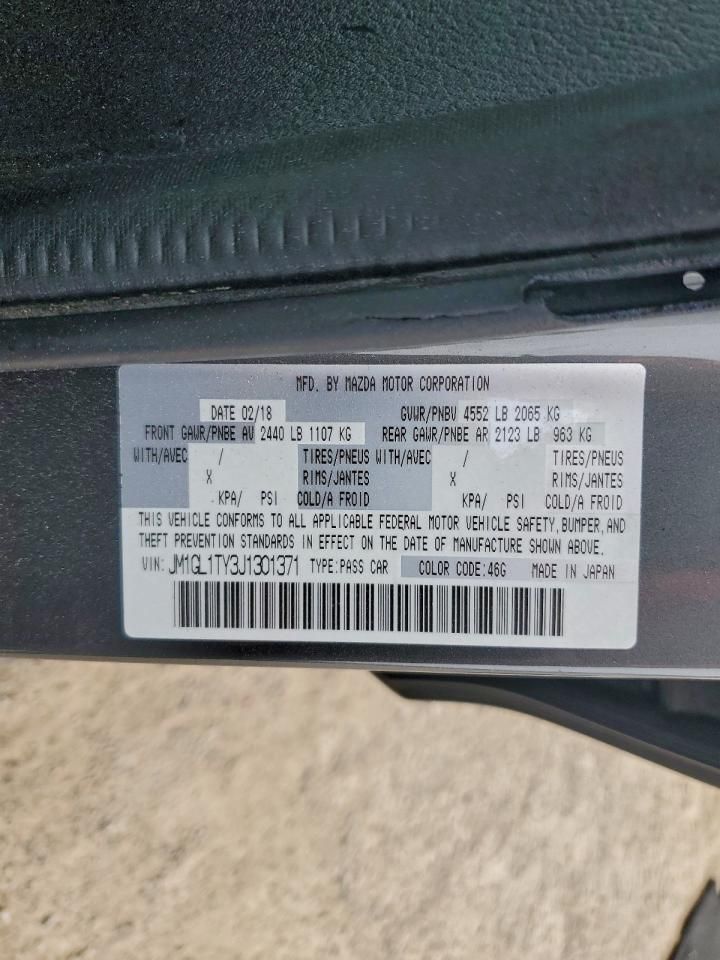 MFD. BY MAZDA MOTOR CORPORATION
DATE 02/18 GVWR/PNBV 4552 LB 2065 KG
FRONT GAWR/PNBE AV 2440 LB 1107 KG REAR GAWR/PNBE AR 2123 LB 963 KG
WITH/AVEC / TIRES/PNEUS WITH/AVEC / TIRES/PNEUS
X RIMS/JANTES X RIMS/JANTES
KPA/ PSI COLD/A FROID KPA/ PSI COLD/A FROID
THIS VEHICLE CONFORMS TO ALL APPLICABLE FEDERAL MOTOR VEHICLE SAFETY, BUMPER, AND
THEFT PREVENTION STANDARDS IN EFFECT ON THE DATE OF MANUFACTURE SHOWN ABOVE.
VIN: JM1GL1TY3J1301371 TYPE:PASS CAR COLOR CODE:46G MADE IN JAPAN